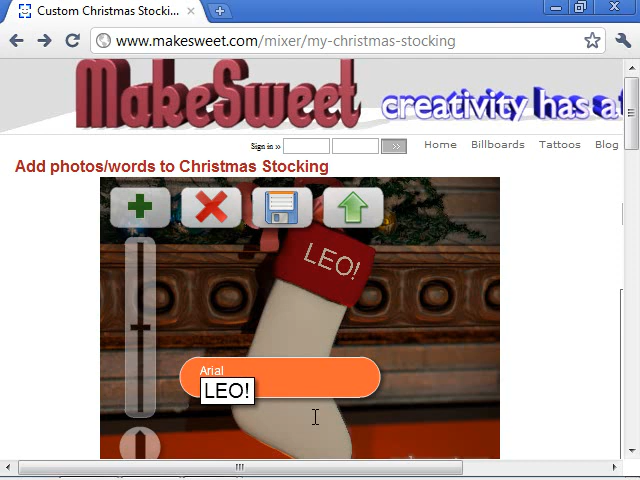 Custom Christmas Stocki...
www.makesweet.com/mixer/my-christmas-stocking
MakeSweet
creativity has a
Sign in »
»
Home
Billboards
Tattoos
Blog
Add photos/words to Christmas Stocking
LEO!
Arial
LEO!